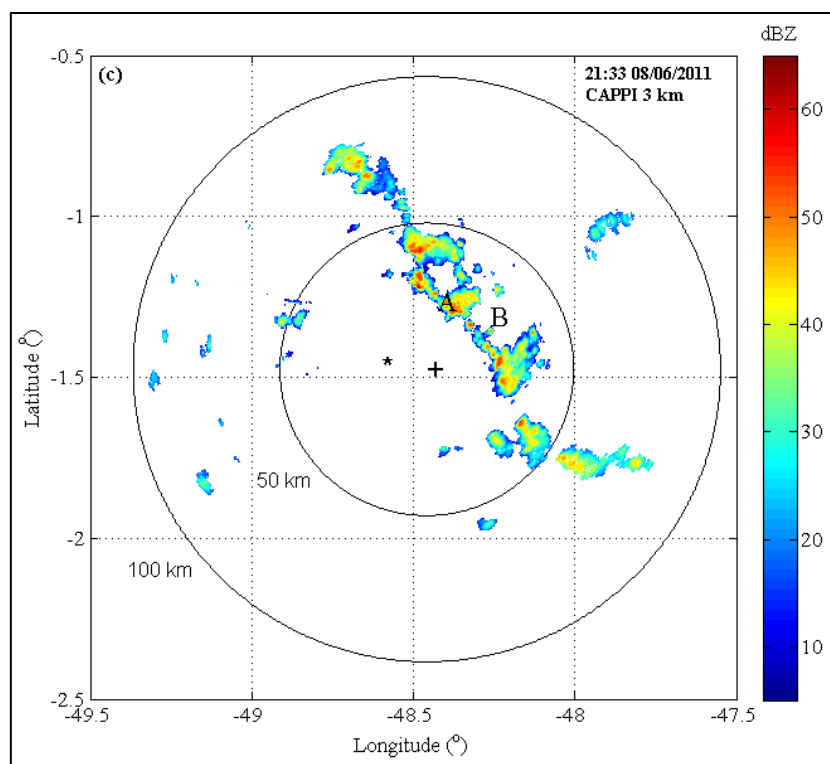 dBZ
(c)
21:33 08/06/2011
CAPPI 3 km
A
B
*
+
50 km
100 km
-0.5
-1
-1.5
-2
-2.5
Latitude (º)
-49.5
-49
-48.5
-48
-47.5
Longitude (º)
60
50
40
30
20
10